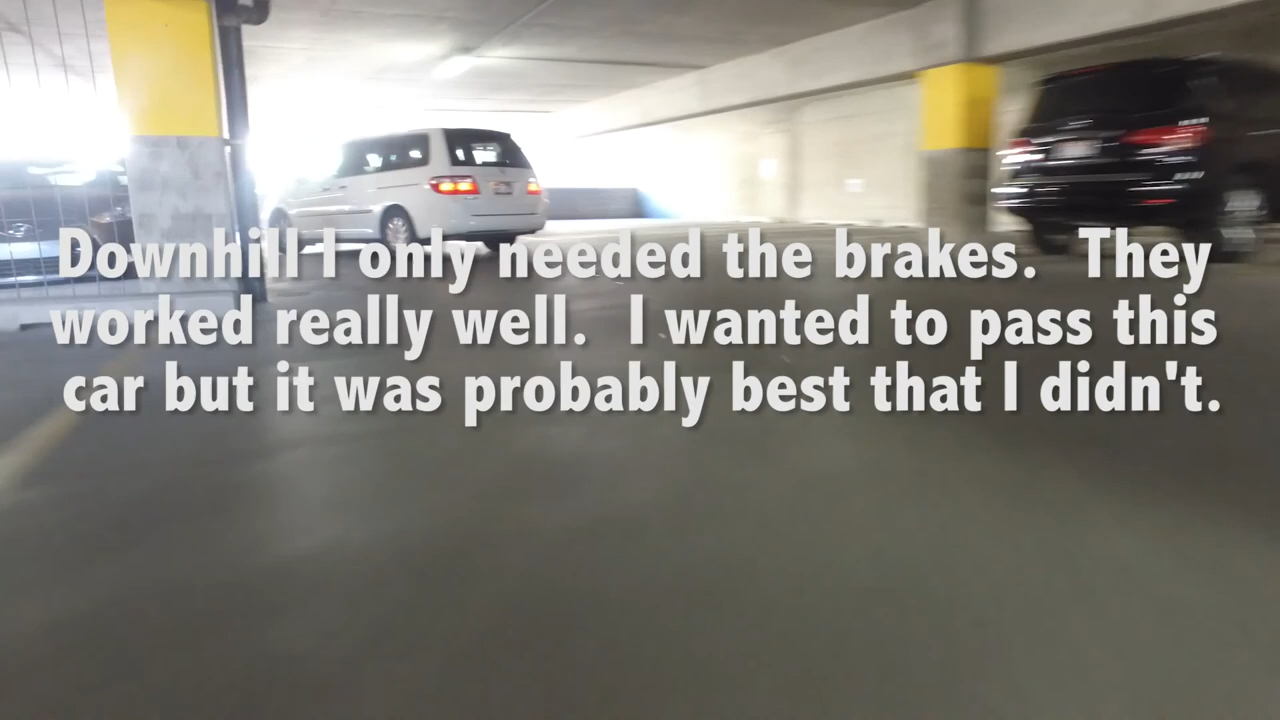 Downhill I only needed the brakes.  They
worked really well.  I wanted to pass this
car but it was probably best that I didn't.